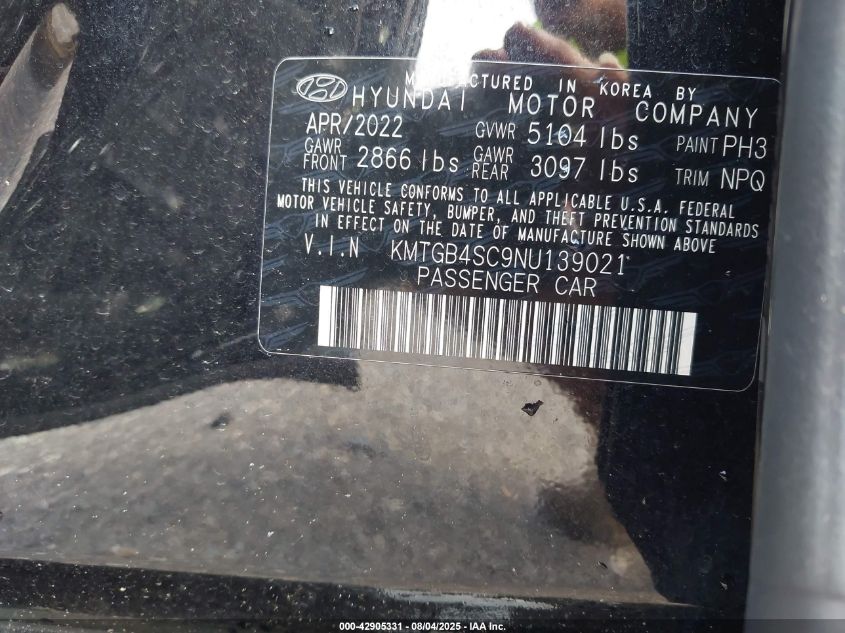 MANUFACTURED IN KOREA BY
HYUNDAI MOTOR COMPANY
APR/2022 GVWR 5104 lbs PAINT PH3
GAWR FRONT 2866 lbs GAWR REAR 3097 lbs TRIM NPQ
THIS VEHICLE CONFORMS TO ALL APPLICABLE U.S.A. FEDERAL
MOTOR VEHICLE SAFETY, BUMPER, AND THEFT PREVENTION STANDARDS
IN EFFECT ON THE DATE OF MANUFACTURE SHOWN ABOVE
V.I.N KMTGB4SC9NU139021
PASSENGER CAR
000-42905331 - 08/04/2025 - IAA Inc.